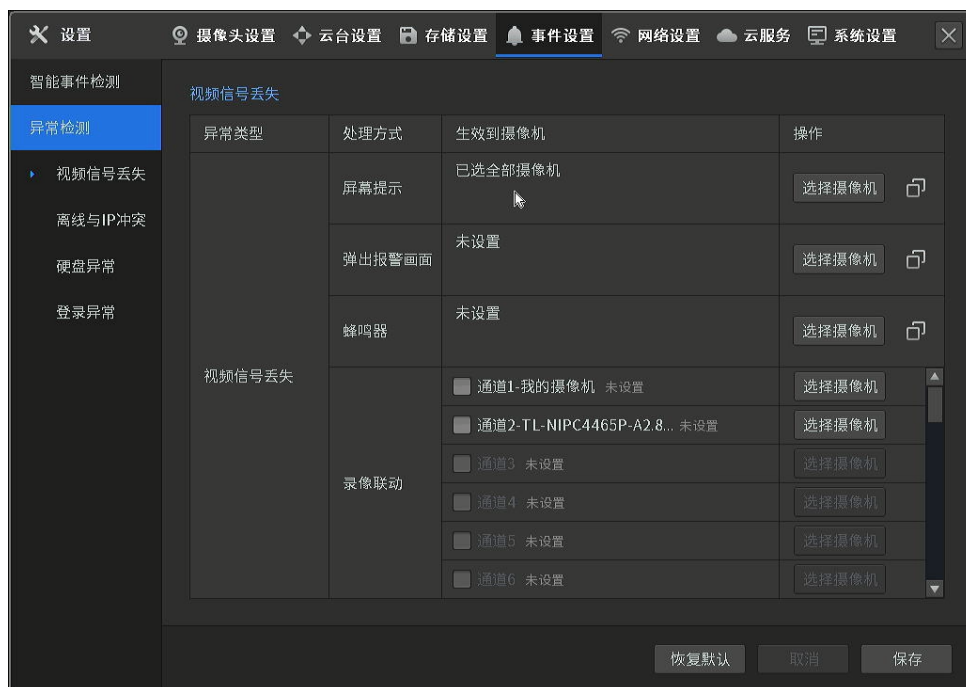 设置 摄像头设置 云台设置 存储设置 事件设置 网络设置 云服务 系统设置
智能事件检测
异常检测
视频信号丢失
离线与IP冲突
硬盘异常
登录异常
视频信号丢失
异常类型 处理方式 生效到摄像机 操作
视频信号丢失
屏幕提示 已选全部摄像机 选择摄像机
弹出报警画面 未设置 选择摄像机
蜂鸣器 未设置 选择摄像机
录像联动
通道1-我的摄像机 未设置 选择摄像机
通道2-TL-NIPC4465P-A2.8... 未设置 选择摄像机
通道3 未设置 选择摄像机
通道4 未设置 选择摄像机
通道5 未设置 选择摄像机
通道6 未设置 选择摄像机
恢复默认 取消 保存